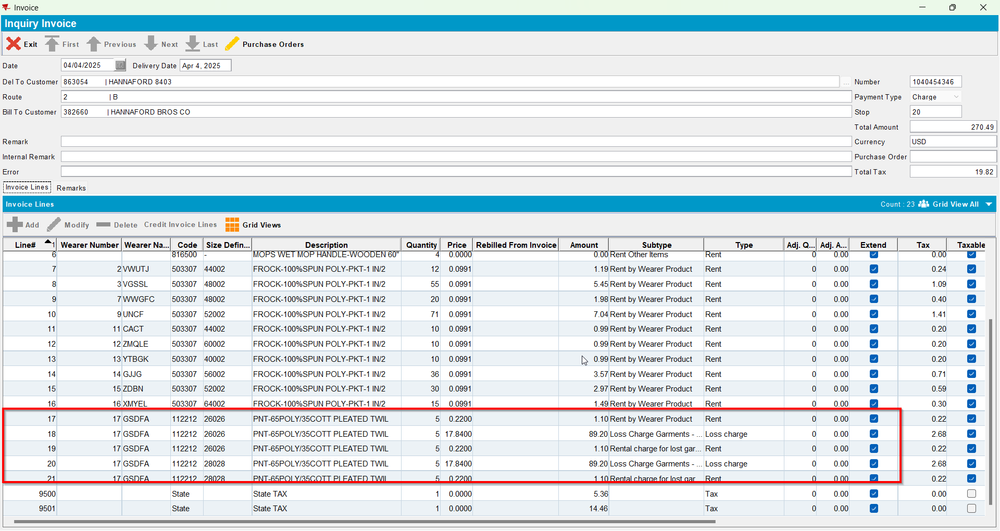 Invoice
Inquiry Invoice
Exit First Previous Next Last Purchase Orders
Date 04/04/2025 Delivery Date Apr 4, 2025
Del To Customer 863054 | HANNAFORD 8403 ... Number 1040454346
Route 2 | B Payment Type Charge
Bill To Customer 382660 | HANNAFORD BROS CO Stop 20
Total Amount 270.49
Remark Currency USD
Internal Remark Purchase Order
Error Total Tax 19.82
Invoice Lines Remarks
Invoice Lines Count : 23 Grid View All
Add Modify Delete Credit Invoice Lines Grid Views
Line# 1 Wearer Number Wearer Na... Code Size Defin... Description Quantity Price Rebilled From Invoice Amount Subtype Type Adj. Q... Adj. A... Extend Tax Taxable
6 816500 - MOPS WET MOP HANDLE-WOODEN 60" 4 0.0000 0.00 Rent Other Items Rent 0 0.00 0.00
7 2 VWUTJ 503307 44002 FROCK-100%SPUN POLY-PKT-1 IN/2 12 0.0991 1.19 Rent by Wearer Product Rent 0 0.00 0.24
8 3 VGSSL 503307 48002 FROCK-100%SPUN POLY-PKT-1 IN/2 55 0.0991 5.45 Rent by Wearer Product Rent 0 0.00 1.09
9 7 WWGFC 503307 48002 FROCK-100%SPUN POLY-PKT-1 IN/2 20 0.0991 1.98 Rent by Wearer Product Rent 0 0.00 0.40
10 9 UNCF 503307 52002 FROCK-100%SPUN POLY-PKT-1 IN/2 71 0.0991 7.04 Rent by Wearer Product Rent 0 0.00 1.41
11 11 CACT 503307 44002 FROCK-100%SPUN POLY-PKT-1 IN/2 10 0.0991 0.99 Rent by Wearer Product Rent 0 0.00 0.20
12 12 ZMQLE 503307 60002 FROCK-100%SPUN POLY-PKT-1 IN/2 10 0.0991 0.99 Rent by Wearer Product Rent 0 0.00 0.20
13 13 YTBGK 503307 40002 FROCK-100%SPUN POLY-PKT-1 IN/2 10 0.0991 0.99 Rent by Wearer Product Rent 0 0.00 0.20
14 14 GJJG 503307 56002 FROCK-100%SPUN POLY-PKT-1 IN/2 36 0.0991 3.57 Rent by Wearer Product Rent 0 0.00 0.71
15 15 ZDBN 503307 52002 FROCK-100%SPUN POLY-PKT-1 IN/2 30 0.0991 2.97 Rent by Wearer Product Rent 0 0.00 0.59
16 16 XMYEL 503307 64002 FROCK-100%SPUN POLY-PKT-1 IN/2 15 0.0991 1.49 Rent by Wearer Product Rent 0 0.00 0.30
17 17 GSDFA 112212 26026 PNT-65POLY/35COTT PLEATED TWIL 5 0.2200 1.10 Rent by Wearer Product Rent 0 0.00 0.22
18 17 GSDFA 112212 26026 PNT-65POLY/35COTT PLEATED TWIL 5 17.8400 89.20 Loss Charge Garments - ... Loss charge 0 0.00 2.68
19 17 GSDFA 112212 26026 PNT-65POLY/35COTT PLEATED TWIL 5 0.2200 1.10 Rental charge for lost gar... Rent 0 0.00 0.22
20 17 GSDFA 112212 28028 PNT-65POLY/35COTT PLEATED TWIL 5 17.8400 89.20 Loss Charge Garments - ... Loss charge 0 0.00 2.68
21 17 GSDFA 112212 28028 PNT-65POLY/35COTT PLEATED TWIL 5 0.2200 1.10 Rental charge for lost gar Rent 0 0.00 0.22
9500 State State TAX 1 0.0000 5.36 Tax 0 0.00 0.00
9501 State State TAX 1 0.0000 14.46 Tax 0 0.00 0.00